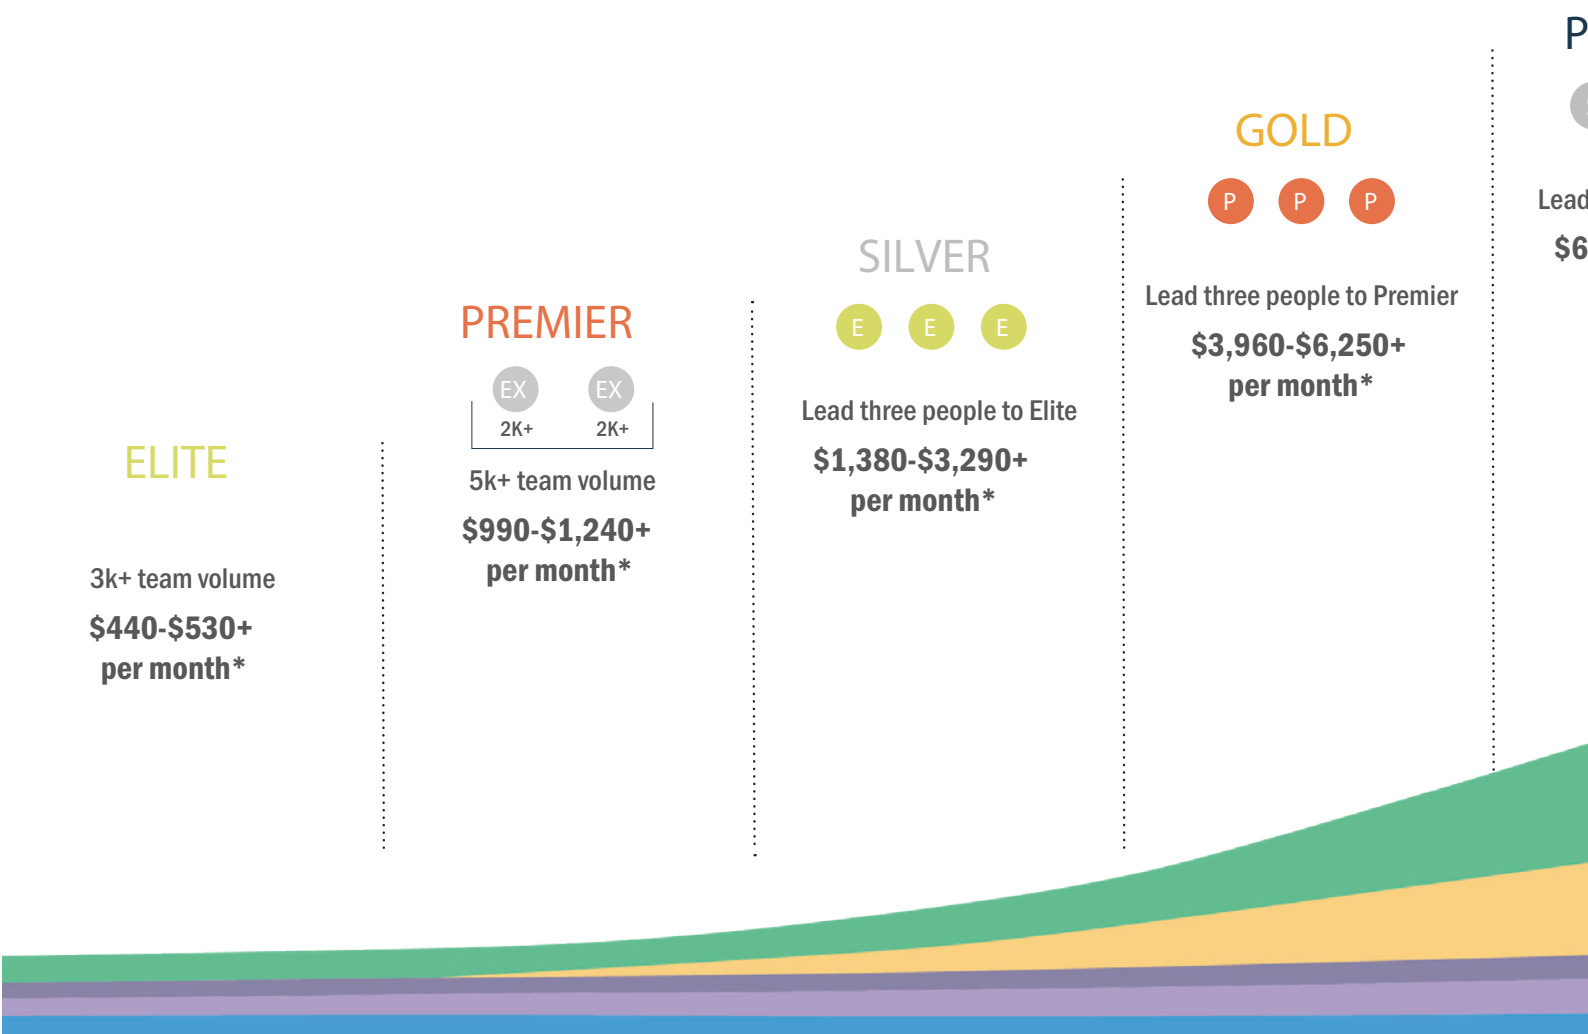 ELITE
3k+ team volume
$440-$530+
per month*
PREMIER
EX EX
2K+ 2K+
5k+ team volume
$990-$1,240+
per month*
SILVER
E E E
Lead three people to Elite
$1,380-$3,290+
per month*
GOLD
P P P
Lead three people to Premier
$3,960-$6,250+
per month*
P
Lead
$6